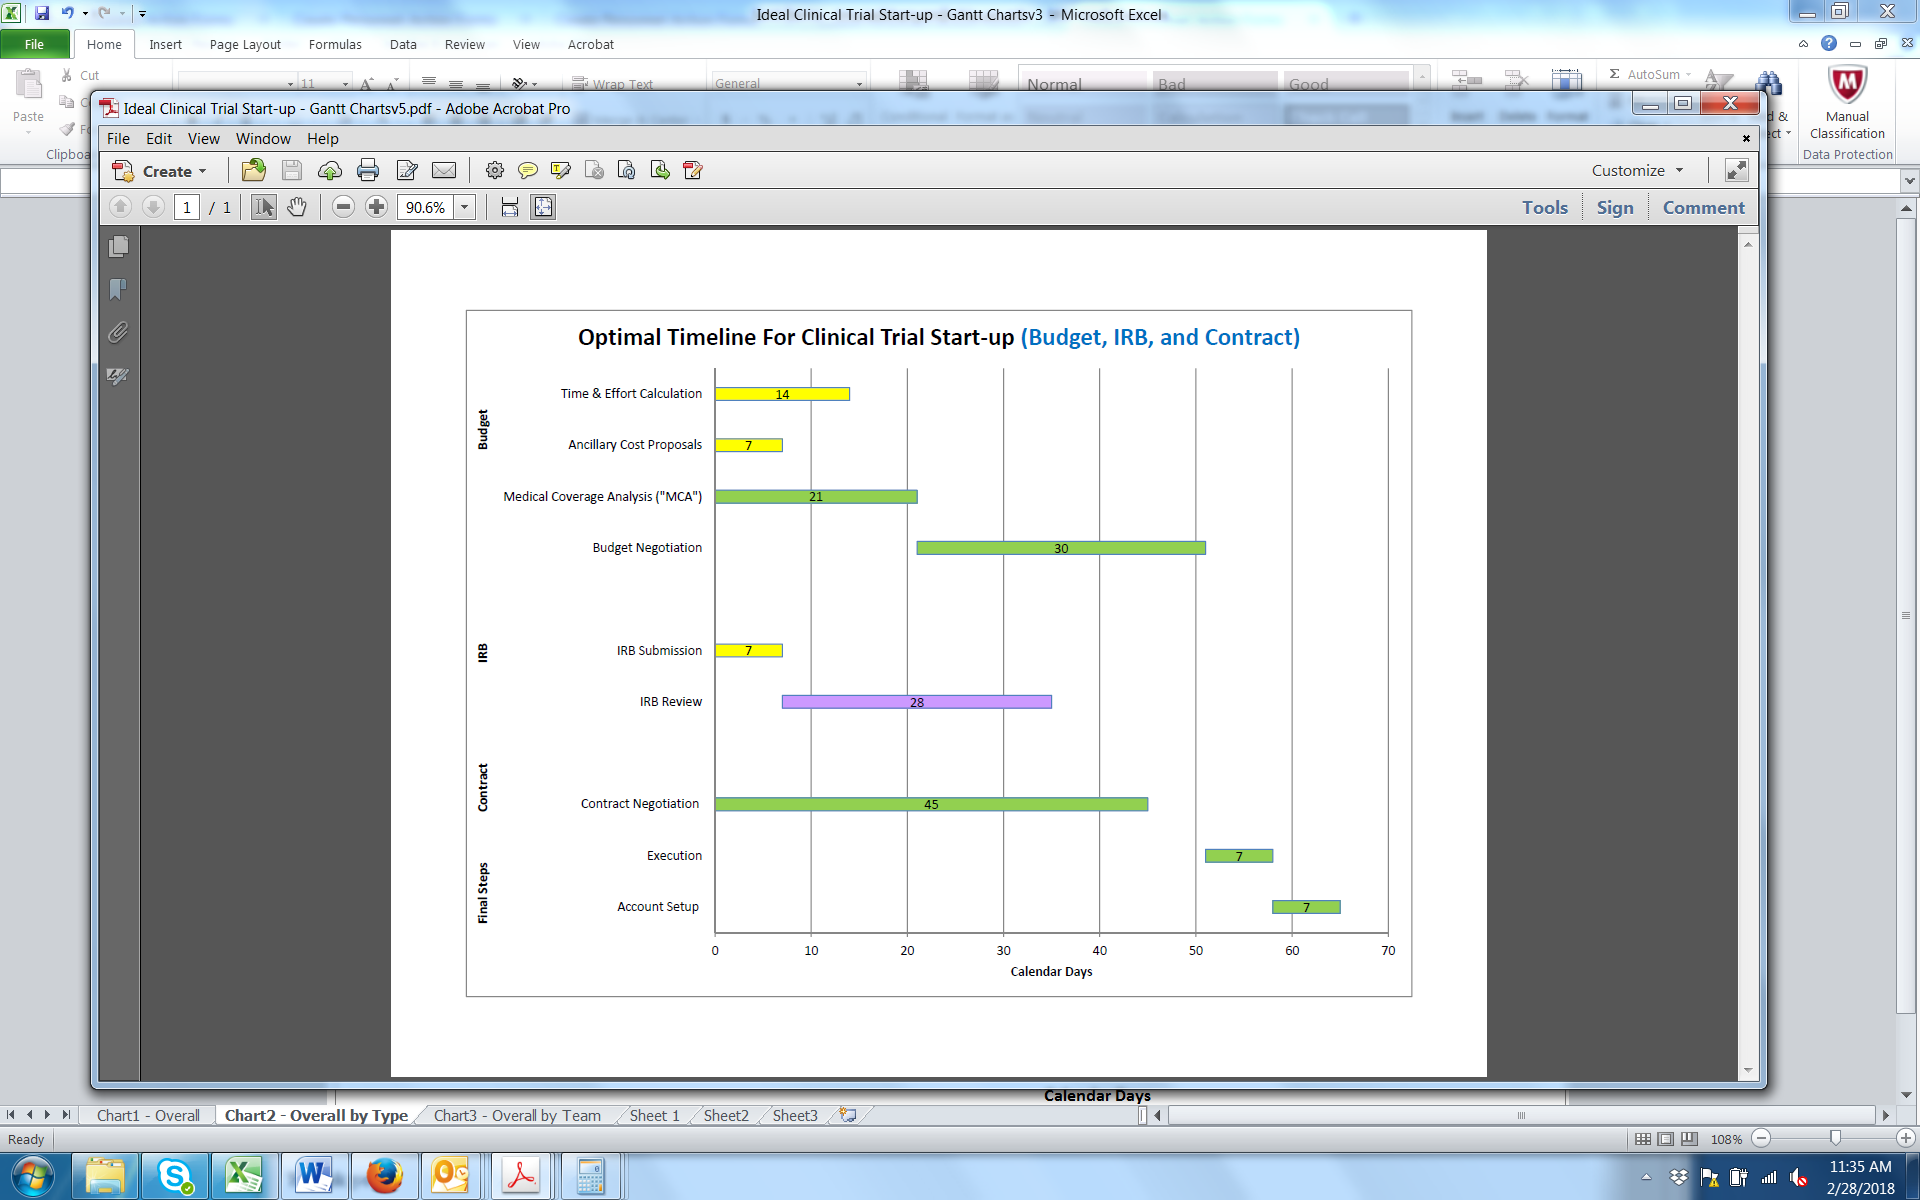 Ideal Clinical Trial Start-up - Gantt Chartsv3 - Microsoft Excel
File Home Insert Page Layout Formulas Data Review View Acrobat
Cut
11
Wrap Text
General
Normal
Bad
Good
AutoSum
Paste
Manual
Classification
Data Protection
Ideal Clinical Trial Start-up - Gantt Chartsv5.pdf - Adobe Acrobat Pro
File Edit View Window Help
Create
Customize
1 / 1
90.6%
Tools Sign Comment
Optimal Timeline For Clinical Trial Start-up (Budget, IRB, and Contract)
Budget
Time & Effort Calculation 14
Ancillary Cost Proposals 7
Medical Coverage Analysis ("MCA") 21
Budget Negotiation 30
IRB
IRB Submission 7
IRB Review 28
Contract
Contract Negotiation 45
Final Steps
Execution 7
Account Setup 7
0 10 20 30 40 50 60 70
Calendar Days
Calendar Days
Chart1 - Overall Chart2 - Overall by Type Chart3 - Overall by Team Sheet 1 Sheet2 Sheet3
Ready
108%
11:35 AM
2/28/2018